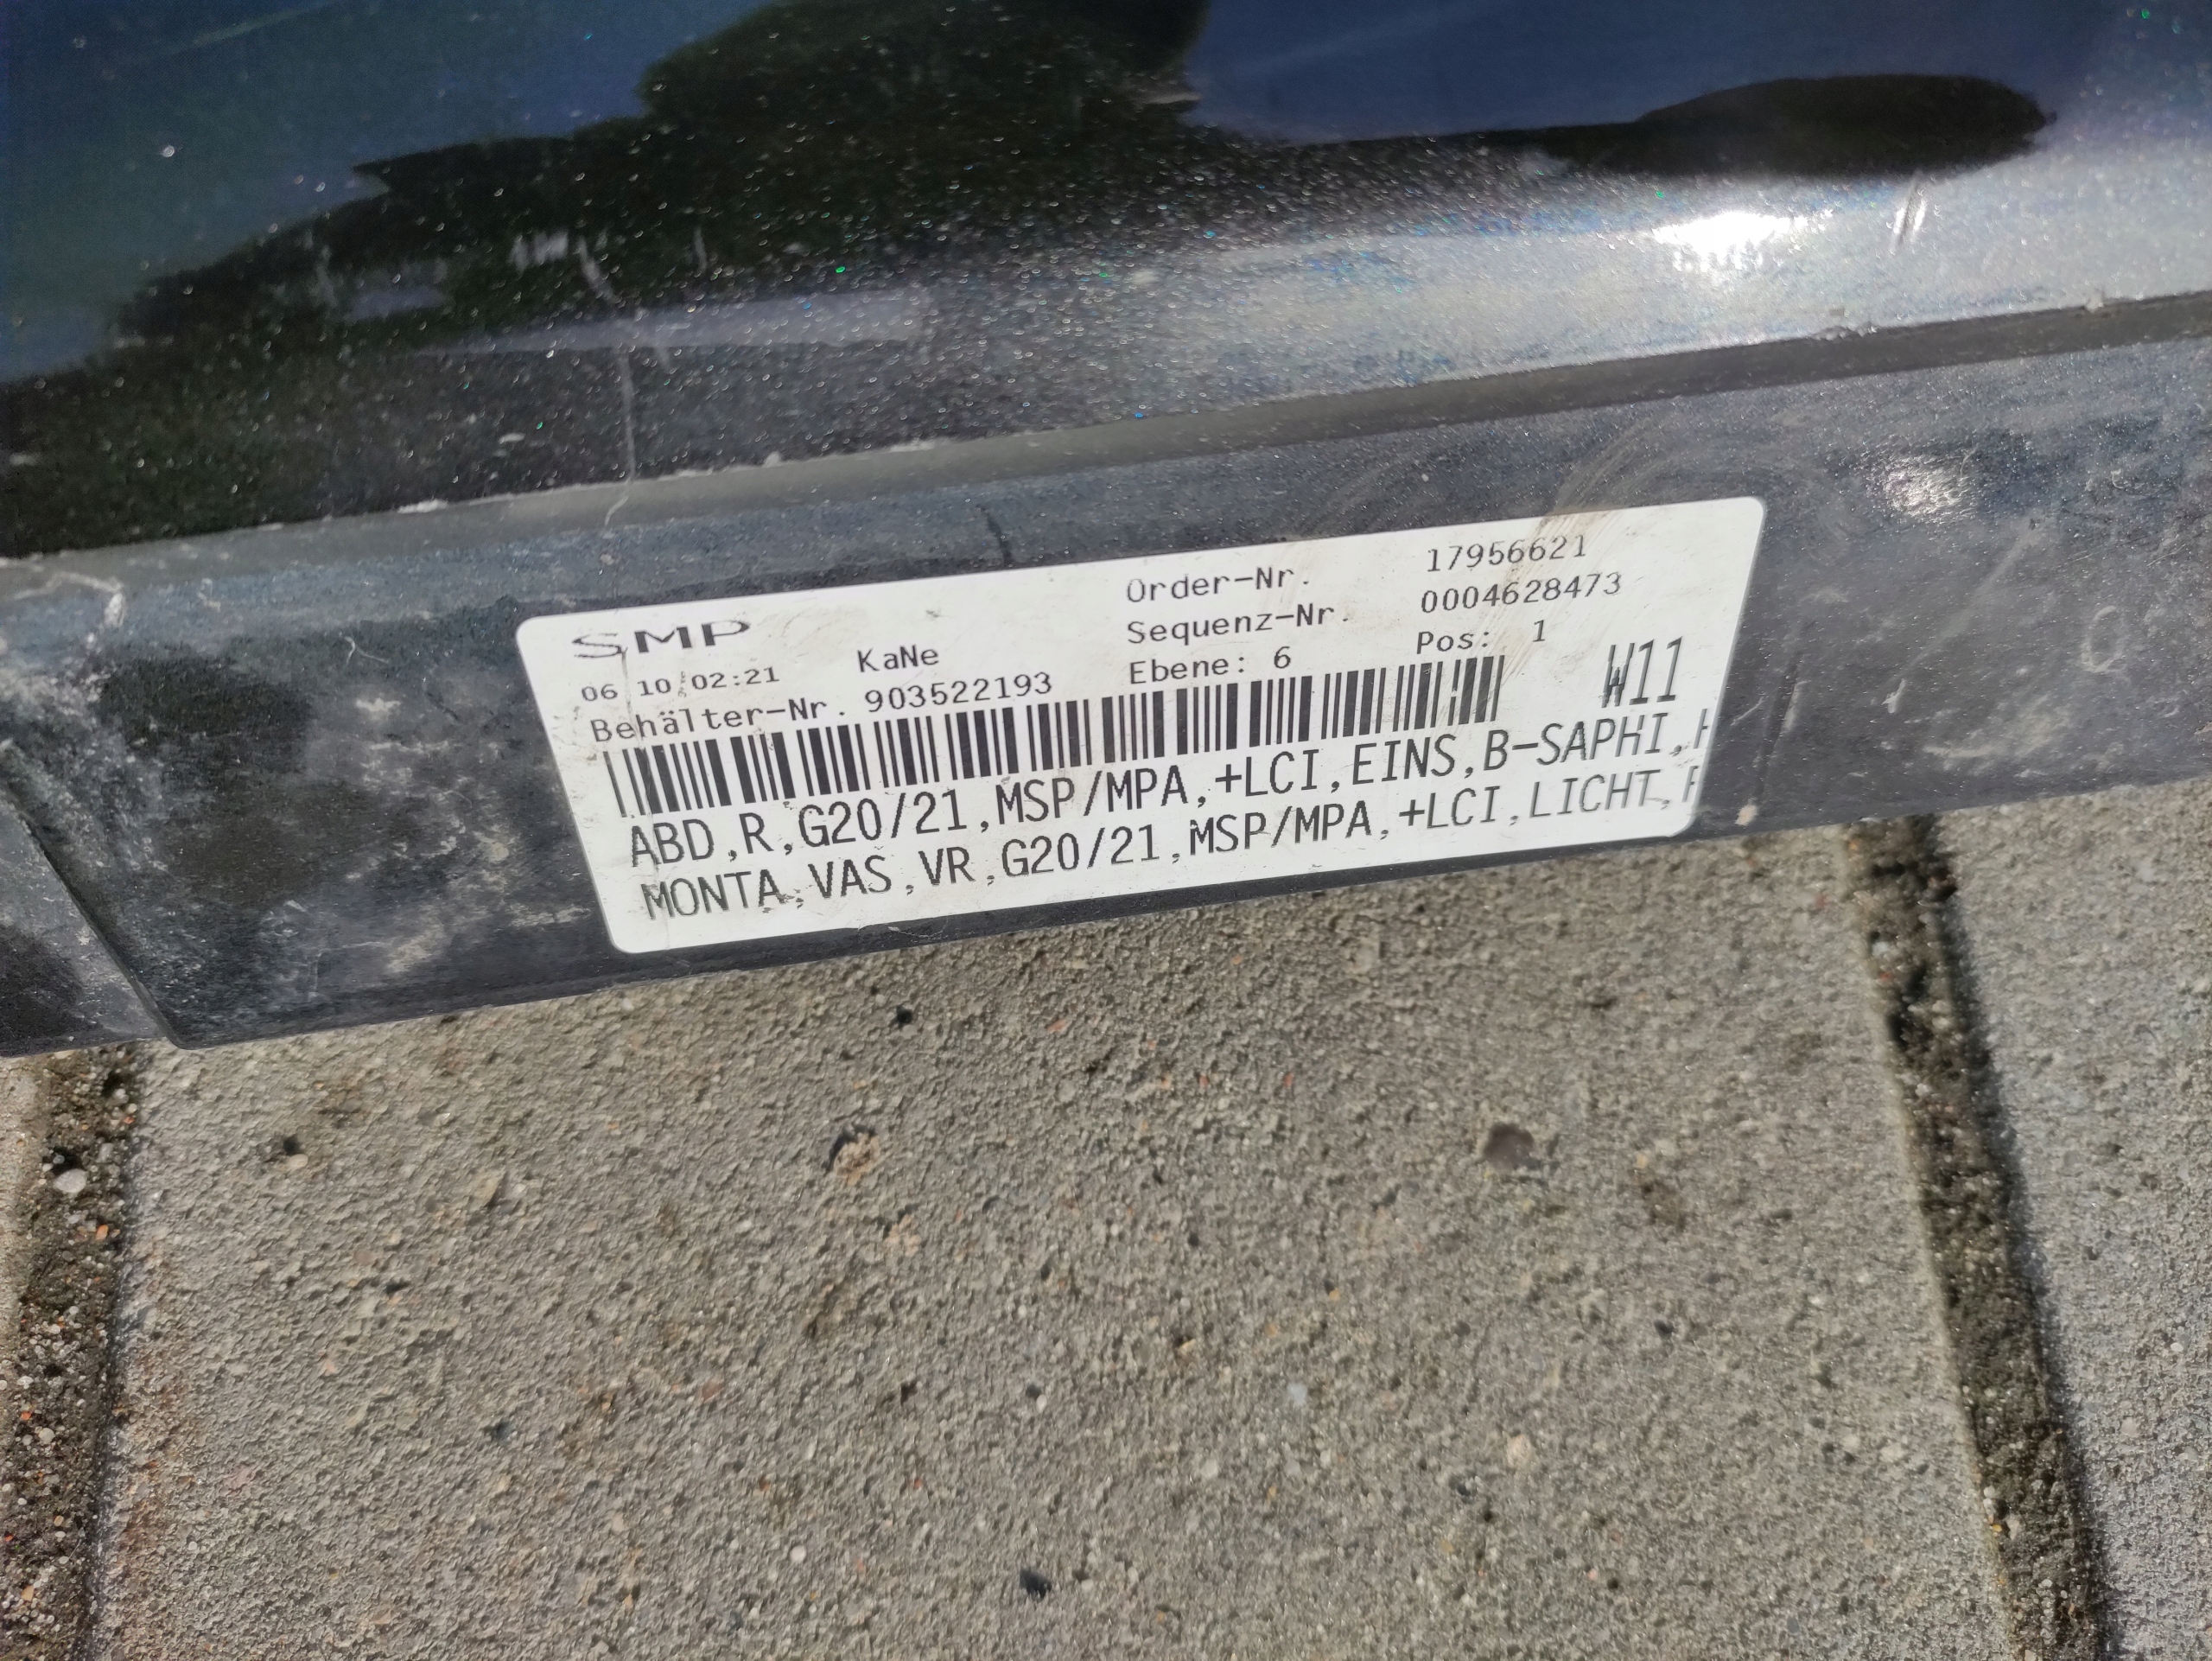 SMP
Order-Nr. 17956621
KaNe Sequenz-Nr. 0004628473
06.10.02:21 Ebene: 6 Pos: 1
Behälter-Nr. 903522193
W11
ABD,R,G20/21,MSP/MPA,+LCI,EINS,B-SAPHI,
MONTA,VAS,VR,G20/21,MSP/MPA,+LCI,LICHT,